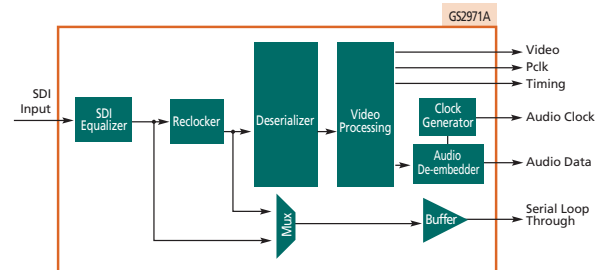 GS2971A
SDI
Input
SDI
Equalizer
Reclocker
Deserializer
Video
Processing
Clock
Generator
Audio
De-embedder
Mux
Buffer
Video
Pclk
Timing
Audio Clock
Audio Data
Serial Loop
Through